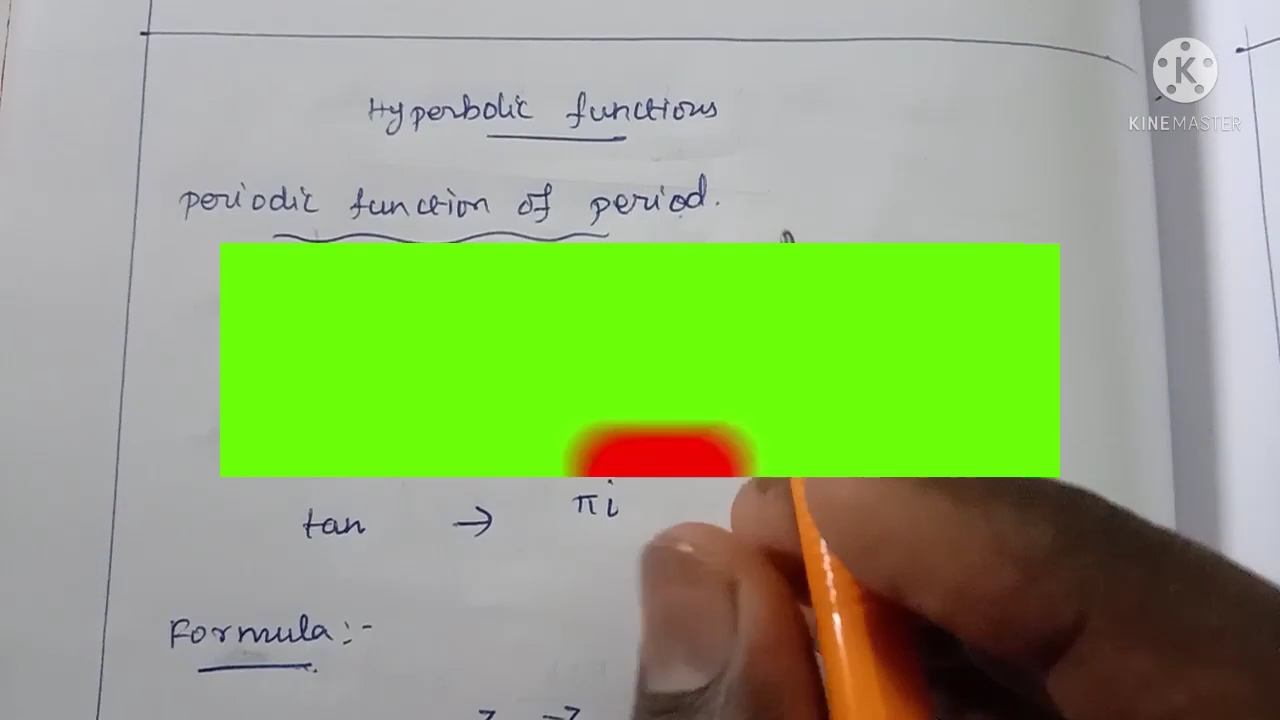 Hyperbolic functions
KINEMASTER
periodic function of period.
tan → πi
Formula :-